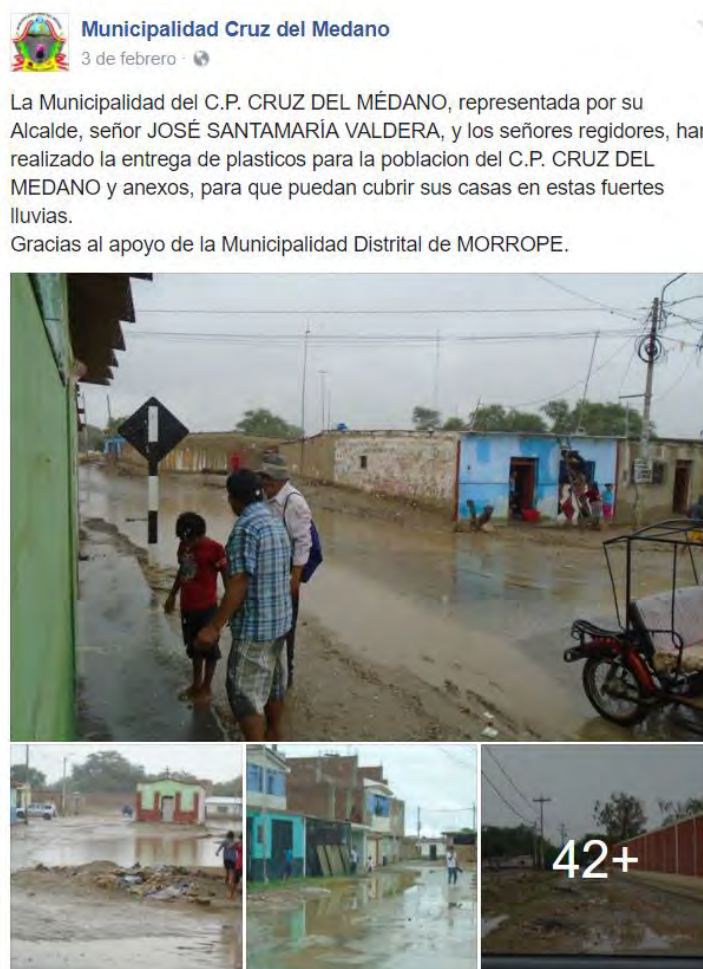 Municipalidad Cruz del Medano
3 de febrero
La Municipalidad del C.P. CRUZ DEL MÉDANO, representada por su
Alcalde, señor JOSÉ SANTAMARÍA VALDERA, y los señores regidores, har
realizado la entrega de plasticos para la poblacion del C.P. CRUZ DEL
MEDANO y anexos, para que puedan cubrir sus casas en estas fuertes
lluvias.
Gracias al apoyo de la Municipalidad Distrital de MORROPE.
42+